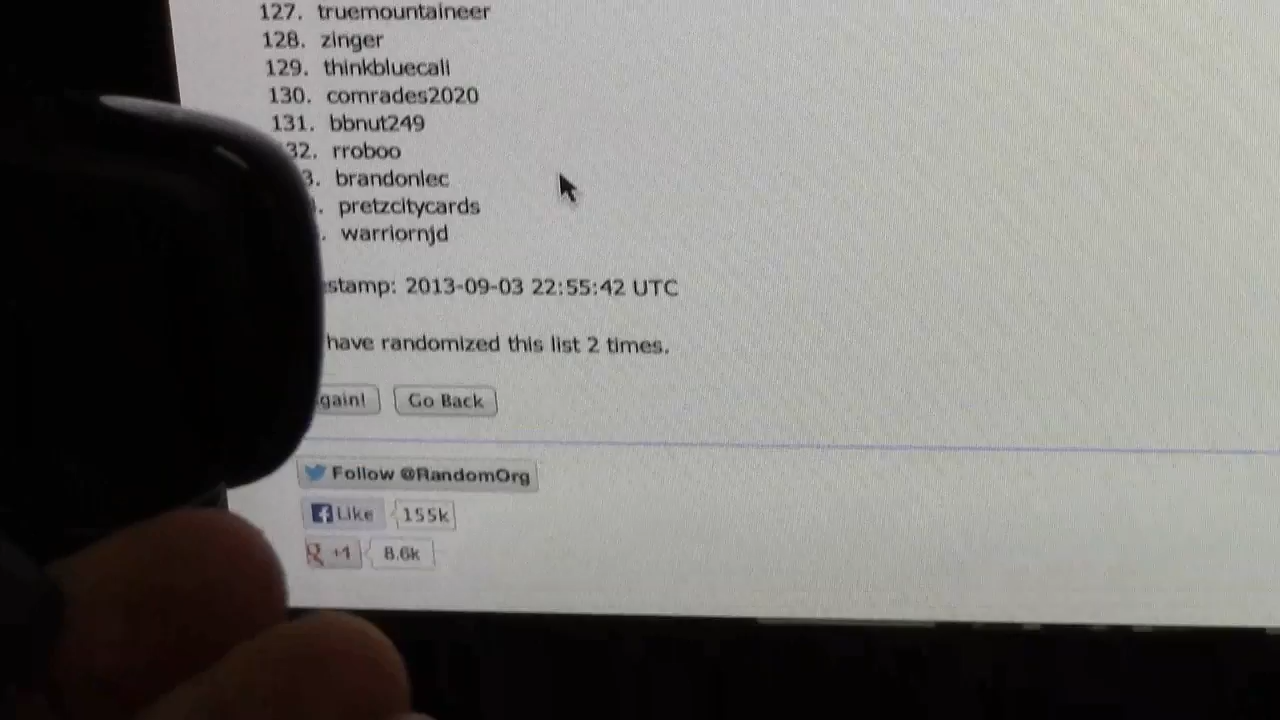 127. truemountaineer
128. zinger
129. thinkbluecali
130. comrades2020
131. bbnut249
32. rroboo
3. brandonlec
. pretzcitycards
. warriornjd
stamp: 2013-09-03 22:55:42 UTC
have randomized this list 2 times.
gain! Go Back
Follow @RandomOrg
Like 155k
+1 8.6k